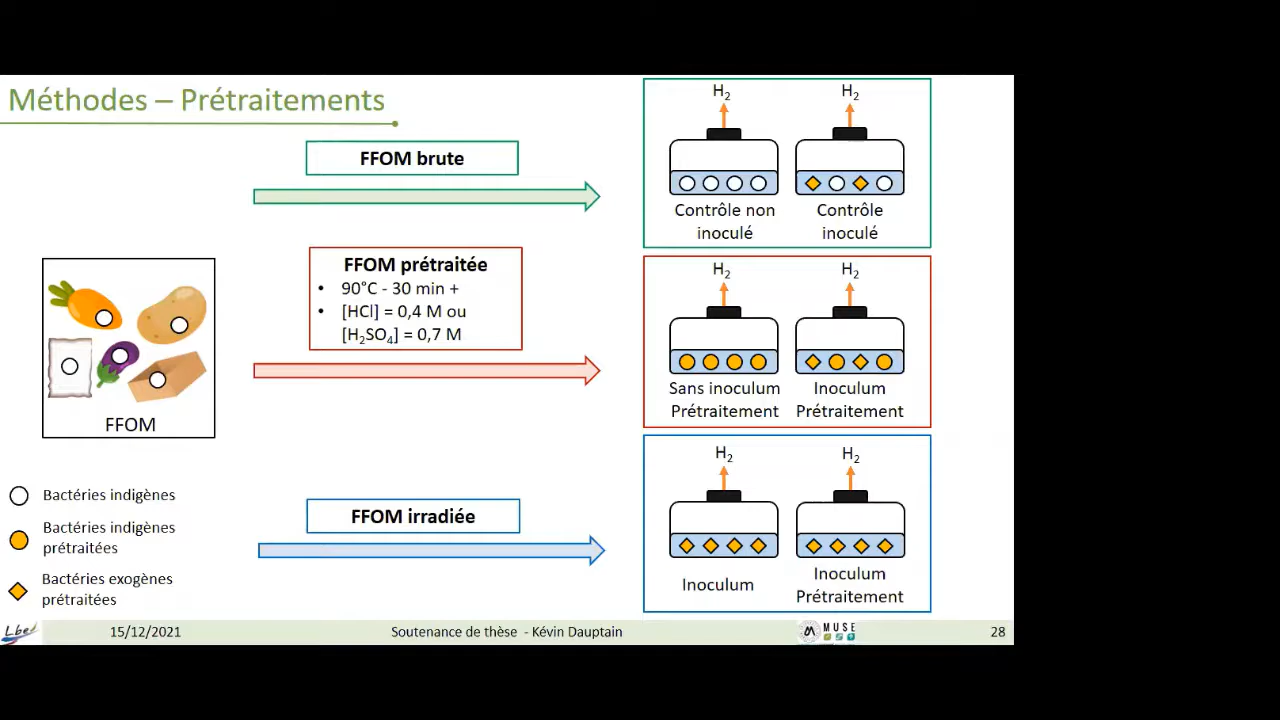 Méthodes – Prétraitements
FFOM brute
H₂
H₂
Contrôle non
inoculé
Contrôle
inoculé
FFOM prétraitée
• 90°C - 30 min +
• [HCl] = 0,4 M ou
[H₂SO₄] = 0,7 M
H₂
H₂
Sans inoculum
Prétraitement
Inoculum
Prétraitement
FFOM
FFOM irradiée
H₂
H₂
Inoculum
Inoculum
Prétraitement
Bactéries indigènes
Bactéries indigènes
prétraitées
Bactéries exogènes
prétraitées
Lbe
15/12/2021
Soutenance de thèse - Kévin Dauptain
MUSE
28